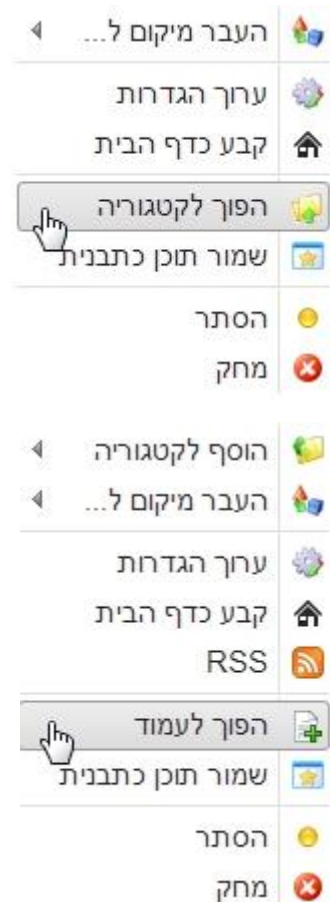 העבר מיקום ל...
ערוך הגדרות
קבע כדף הבית
הפוך לקטגוריה
שמור תוכן כתבנית
הסתר
מחק
הוסף לקטגוריה
העבר מיקום ל...
ערוך הגדרות
קבע כדף הבית
RSS
הפוך לעמוד
שמור תוכן כתבנית
הסתר
מחק